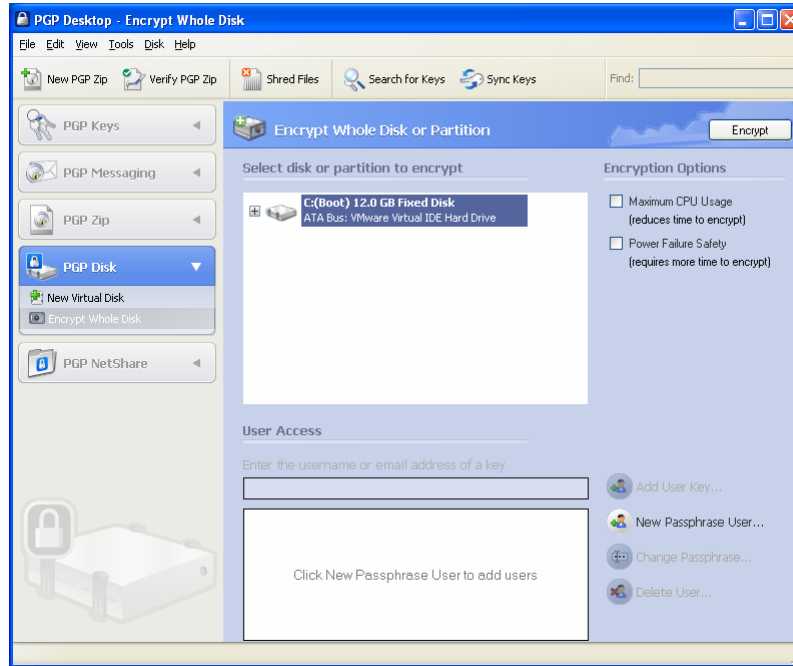 PGP Desktop - Encrypt Whole Disk
File Edit View Tools Disk Help
New PGP Zip Verify PGP Zip Shred Files Search for Keys Sync Keys Find:
PGP Keys
PGP Messaging
PGP Zip
PGP Disk
New Virtual Disk
Encrypt Whole Disk
PGP NetShare
Encrypt Whole Disk or Partition
Encrypt
Select disk or partition to encrypt
C:(Boot) 12.0 GB Fixed Disk
ATA Bus: VMware Virtual IDE Hard Drive
Encryption Options
Maximum CPU Usage
(reduces time to encrypt)
Power Failure Safety
(requires more time to encrypt)
User Access
Enter the username or email address of a key
Click New Passphrase User to add users
Add User Key...
New Passphrase User...
Change Passphrase...
Delete User...